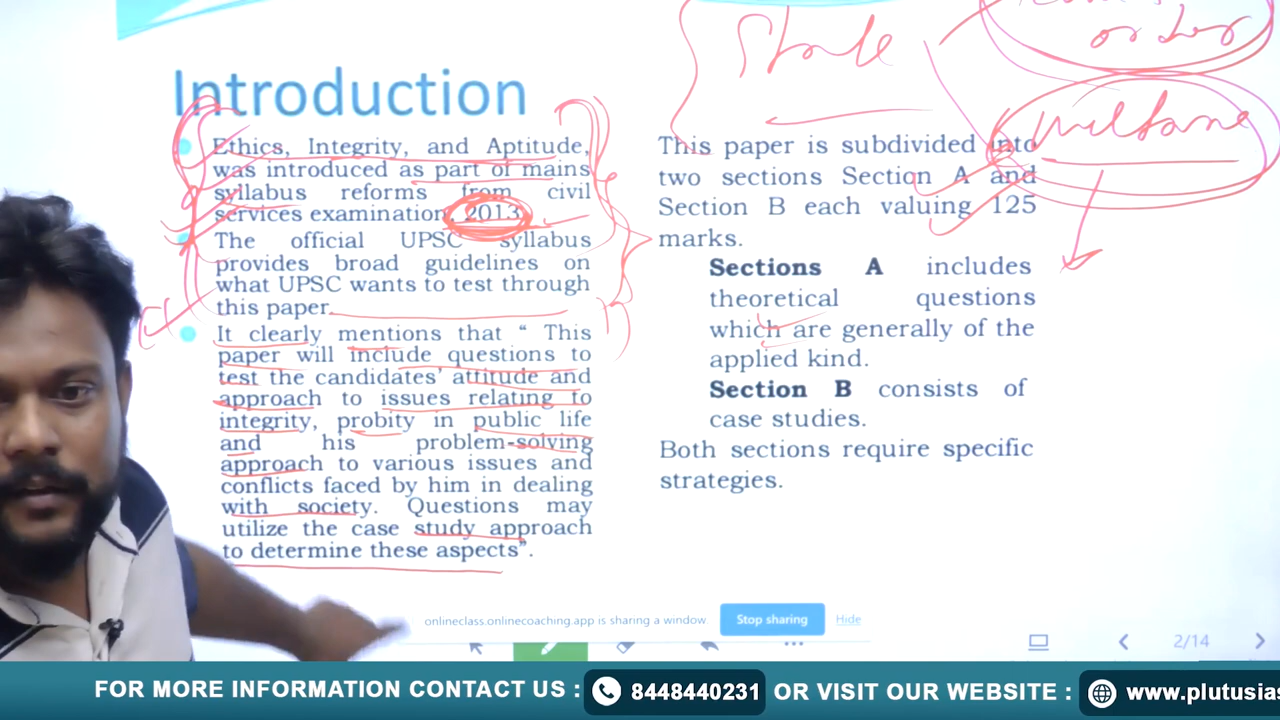 Introduction
Ethics, Integrity, and Aptitude,
was introduced as part of mains
syllabus reforms from civil
services examination, 2013
The official UPSC syllabus
provides broad guidelines on
what UPSC wants to test through
this paper.
It clearly mentions that “ This
paper will include questions to
test the candidates’ attitude and
approach to issues relating to
integrity, probity in public life
and his problem-solving
approach to various issues and
conflicts faced by him in dealing
with society. Questions may
utilize the case study approach
to determine these aspects”.
State
order
welfare
This paper is subdivided into
two sections Section A and
Section B each valuing 125
marks.
Sections A includes
theoretical questions
which are generally of the
applied kind.
Section B consists of
case studies.
Both sections require specific
strategies.
onlineclass.onlinecoaching.app is sharing a window.
Stop sharing
Hide
2/14
FOR MORE INFORMATION CONTACT US : 8448440231 OR VISIT OUR WEBSITE : www.plutusias